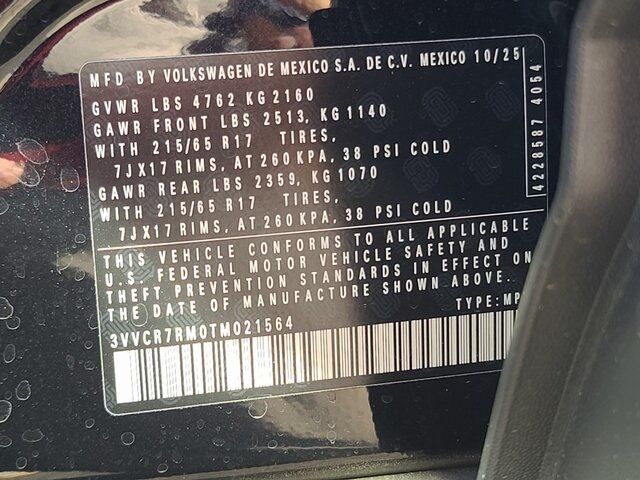 MFD BY VOLKSWAGEN DE MEXICO S.A. DE C.V. MEXICO 10/25
GVWR LBS 4762 KG 2160
GAWR FRONT LBS 2513, KG 1140
WITH 215/65 R17 TIRES,
7JX17 RIMS, AT 260 KPA, 38 PSI COLD
GAWR REAR LBS 2359, KG 1070
WITH 215/65 R17 TIRES,
7JX17 RIMS, AT 260 KPA, 38 PSI COLD
4228587 4054
THIS VEHICLE CONFORMS TO ALL APPLICABLE
U.S. FEDERAL MOTOR VEHICLE SAFETY AND
THEFT PREVENTION STANDARDS IN EFFECT ON
THE DATE OF MANUFACTURE SHOWN ABOVE.
3VVCR7RM0TM021564
TYPE: MP